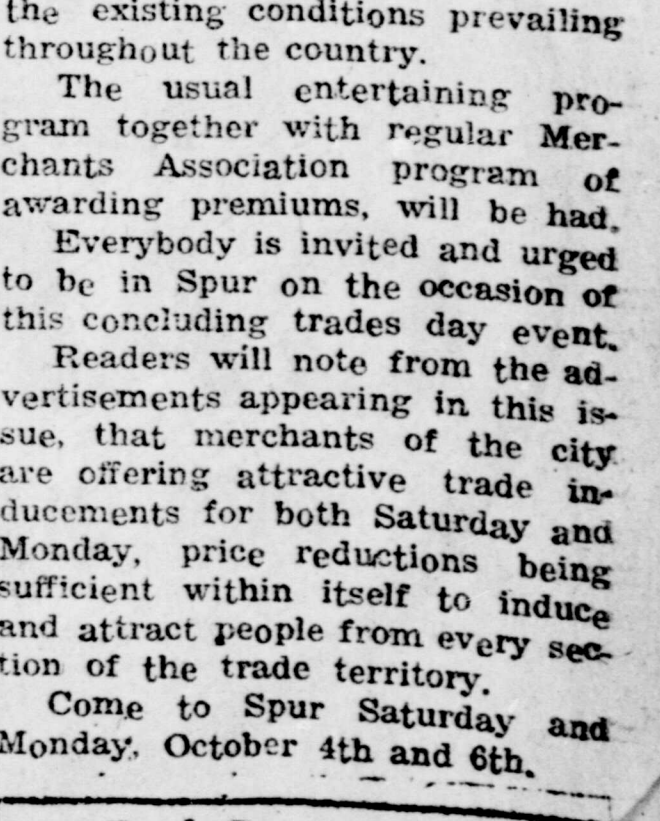 the existing conditions prevailing
throughout the country.
The usual entertaining pro-
gram together with regular Mer-
chants Association program of
awarding premiums, will be had.
Everybody is invited and urged
to be in Spur on the occasion of
this concluding trades day event.
Readers will note from the ad-
vertisements appearing in this is-
sue, that merchants of the city
are offering attractive trade in-
ducements for both Saturday and
Monday, price reductions being
sufficient within itself to induce
and attract people from every sec-
tion of the trade territory.
Come to Spur Saturday and
Monday, October 4th and 6th.